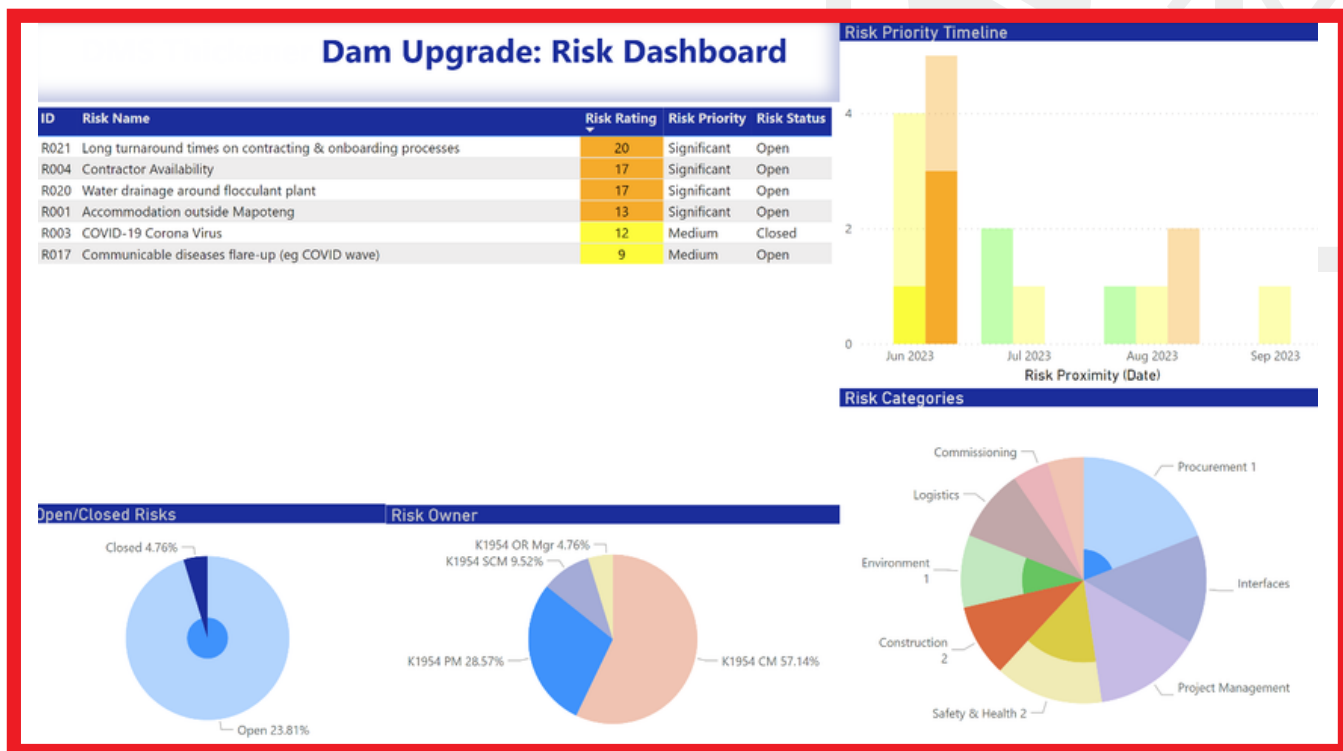 Dam Upgrade: Risk Dashboard
ID Risk Name Risk Rating Risk Priority Risk Status
R021 Long turnaround times on contracting & onboarding processes 20 Significant Open
R004 Contractor Availability 17 Significant Open
R020 Water drainage around flocculant plant 17 Significant Open
R001 Accommodation outside Mapoteng 13 Significant Open
R003 COVID-19 Corona Virus 12 Medium Closed
R017 Communicable diseases flare-up (eg COVID wave) 9 Medium Open
Risk Priority Timeline
4
2
0
Jun 2023 Jul 2023 Aug 2023 Sep 2023
Risk Proximity (Date)
Risk Categories
Commissioning
Procurement 1
Logistics
Environment
1
Interfaces
Construction
2
Project Management
Safety & Health 2
Open/Closed Risks
Closed 4.76%
Open 23.81%
Risk Owner
K1954 OR Mgr 4.76%
K1954 SCM 9.52%
K1954 PM 28.57%
K1954 CM 57.14%